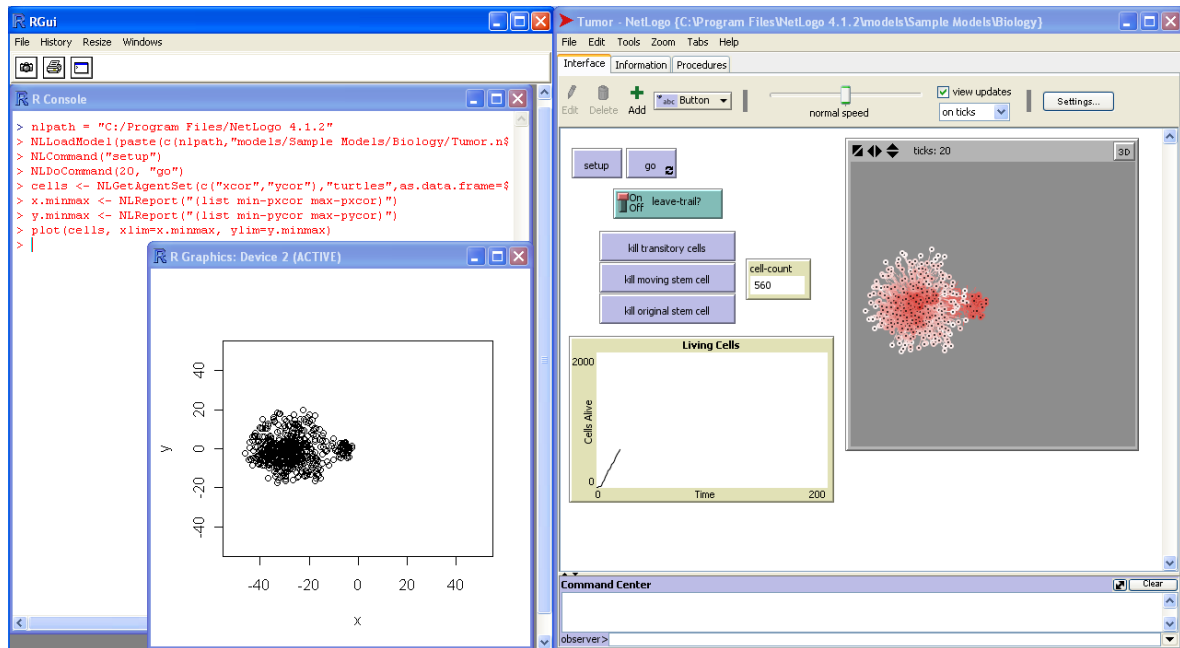 RGui
File History Resize Windows
R Console
> nlpath = "C:/Program Files/NetLogo 4.1.2"
> NLLoadModel(paste(c(nlpath,"models/Sample Models/Biology/Tumor.n$
> NLCommand("setup")
> NLDoCommand(20, "go")
> cells <- NLGetAgentSet(c("xcor","ycor"),"turtles",as.data.frame=$
> x.minmax <- NLReport("(list min-pxcor max-pxcor)")
> y.minmax <- NLReport("(list min-pycor max-pycor)")
> plot(cells, xlim=x.minmax, ylim=y.minmax)
>
R Graphics: Device 2 (ACTIVE)
40
20
0
-20
-40
y
-40 -20 0 20 40
x
Tumor - NetLogo {C:\Program Files\NetLogo 4.1.2\models\Sample Models\Biology}
File Edit Tools Zoom Tabs Help
Interface Information Procedures
Edit Delete Add abc Button normal speed view updates on ticks Settings...
ticks: 20 3D
setup go
On
Off leave-trail?
kill transitory cells
kill moving stem cell
kill original stem cell
cell-count
560
Living Cells
2000
Cells Alive
0
0 Time 200
Command Center Clear
observer>